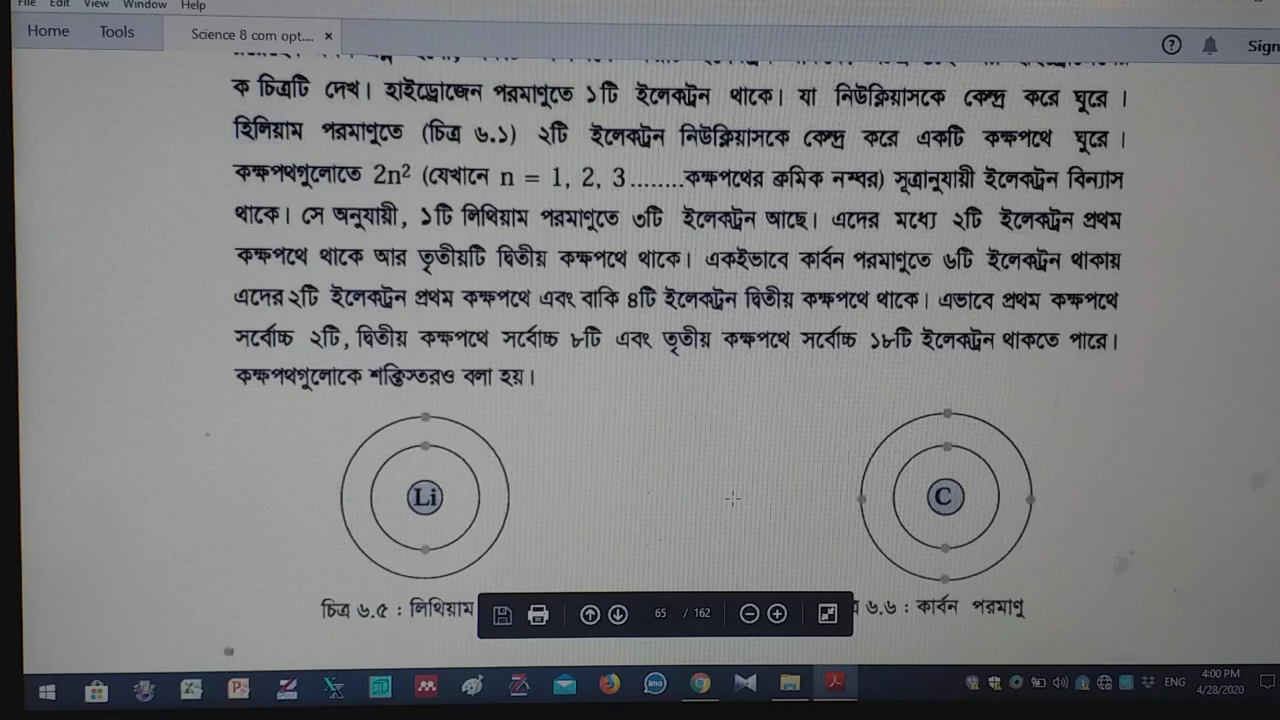 File Edit View Window Help
Home Tools Science 8 com opt.... × Sign
ক চিত্রটি দেখ। হাইড্রোজেন পরমাণুতে ১টি ইলেকট্রন থাকে। যা নিউক্লিয়াসকে কেন্দ্র করে ঘুরে।
হিলিয়াম পরমাণুতে (চিত্র ৬.১) ২টি ইলেকট্রন নিউক্লিয়াসকে কেন্দ্র করে একটি কক্ষপথে ঘুরে।
কক্ষপথগুলোতে 2n² (যেখানে n = 1, 2, 3........কক্ষপথের ক্রমিক নম্বর) সূত্রানুযায়ী ইলেকট্রন বিন্যাস
থাকে। সে অনুযায়ী, ১টি লিথিয়াম পরমাণুতে ৩টি ইলেকট্রন আছে। এদের মধ্যে ২টি ইলেকট্রন প্রথম
কক্ষপথে থাকে আর তৃতীয়টি দ্বিতীয় কক্ষপথে থাকে। একইভাবে কার্বন পরমাণুতে ৬টি ইলেকট্রন থাকায়
এদের ২টি ইলেকট্রন প্রথম কক্ষপথে এবং বাকি ৪টি ইলেকট্রন দ্বিতীয় কক্ষপথে থাকে। এভাবে প্রথম কক্ষপথে
সর্বোচ্চ ২টি, দ্বিতীয় কক্ষপথে সর্বোচ্চ ৮টি এবং তৃতীয় কক্ষপথে সর্বোচ্চ ১৮টি ইলেকট্রন থাকতে পারে।
কক্ষপথগুলোকে শক্তিস্তরও বলা হয়।
Li C
চিত্র ৬.৫ : লিথিয়াম ৬.৬ : কার্বন পরমাণু
65 / 162
ENG 4:00 PM
4/28/2020